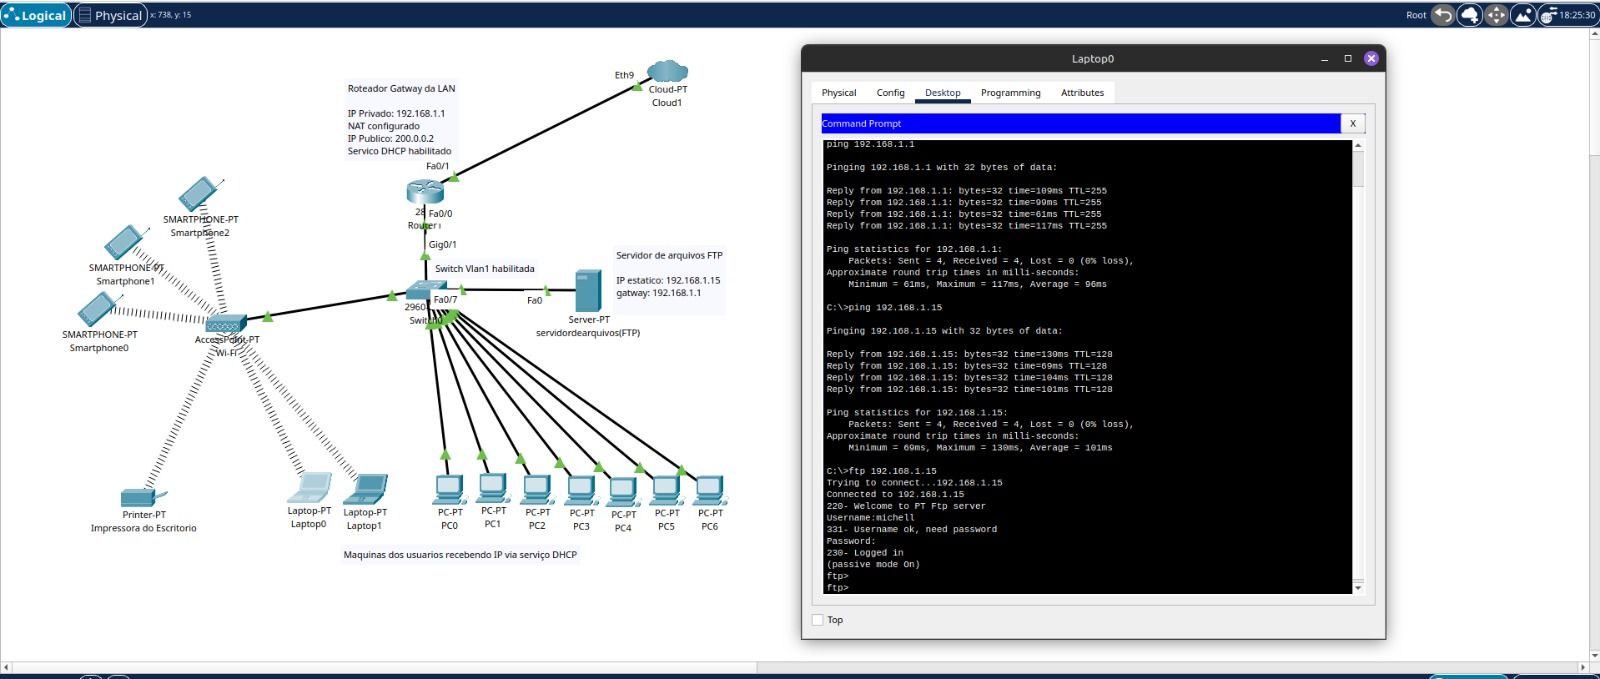 Logical
Physical
x: 738, y: 15
Root
18:25:30
Eth9
Cloud-PT
Cloud1
Roteador Gatway da LAN
IP Privado: 192.168.1.1
NAT configurado
IP Publico: 200.0.0.2
Servico DHCP habilitado
Fa0/1
28
Fa0/0
Gig0/1
SMARTPHONE-PT
Smartphone2
SMARTPHONE-PT
Smartphone1
SMARTPHONE-PT
Smartphone0
Switch Vlan1 habilitada
Servidor de arquivos FTP
IP estatico: 192.168.1.15
gatway: 192.168.1.1
2960
Fa0/7
Fa0
Server-PT
servidordearquivos(FTP)
AccessPoint-PT
Wi-Fi
Printer-PT
Impressora do Escritorio
Laptop-PT
Laptop0
Laptop-PT
Laptop1
PC-PT
PC0
PC-PT
PC1
PC-PT
PC2
PC-PT
PC3
PC-PT
PC4
PC-PT
PC5
PC-PT
PC6
Maquinas dos usuarios recebendo IP via serviço DHCP
Laptop0
Physical
Config
Desktop
Programming
Attributes
Command Prompt
X
ping 192.168.1.1
Pinging 192.168.1.1 with 32 bytes of data:
Reply from 192.168.1.1: bytes=32 time=109ms TTL=255
Reply from 192.168.1.1: bytes=32 time=99ms TTL=255
Reply from 192.168.1.1: bytes=32 time=61ms TTL=255
Reply from 192.168.1.1: bytes=32 time=117ms TTL=255
Ping statistics for 192.168.1.1:
Packets: Sent = 4, Received = 4, Lost = 0 (0% loss),
Approximate round trip times in milli-seconds:
Minimum = 61ms, Maximum = 117ms, Average = 96ms
C:\>ping 192.168.1.15
Pinging 192.168.1.15 with 32 bytes of data:
Reply from 192.168.1.15: bytes=32 time=130ms TTL=128
Reply from 192.168.1.15: bytes=32 time=69ms TTL=128
Reply from 192.168.1.15: bytes=32 time=104ms TTL=128
Reply from 192.168.1.15: bytes=32 time=101ms TTL=128
Ping statistics for 192.168.1.15:
Packets: Sent = 4, Received = 4, Lost = 0 (0% loss),
Approximate round trip times in milli-seconds:
Minimum = 69ms, Maximum = 130ms, Average = 101ms
C:\>ftp 192.168.1.15
Trying to connect...192.168.1.15
Connected to 192.168.1.15
220- Welcome to PT Ftp server
Username:michell
331- Username ok, need password
Password:
230- Logged in
(passive mode On)
ftp>
ftp>
Top